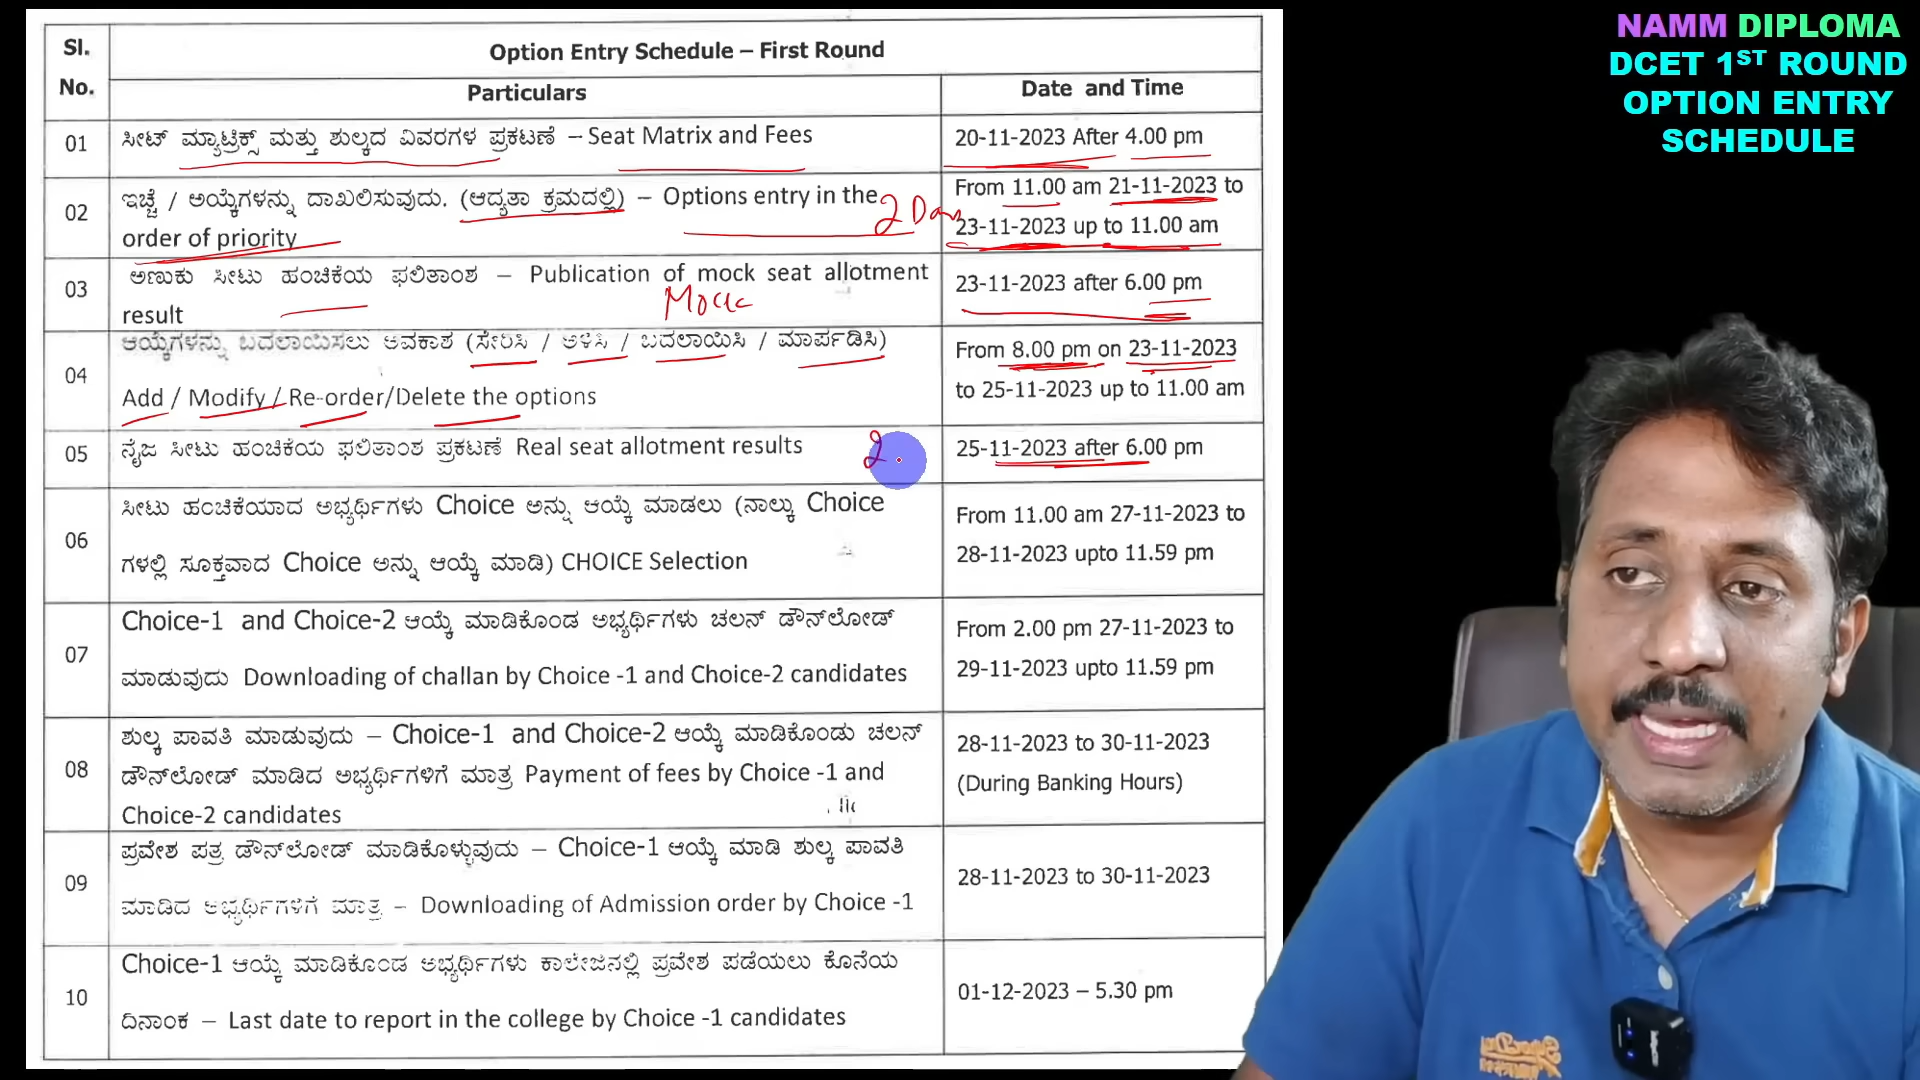 Sl.
No.
Option Entry Schedule – First Round
Particulars
Date and Time
01
ಸೀಟ್ ಮ್ಯಾಟ್ರಿಕ್ಸ್ ಮತ್ತು ಶುಲ್ಕದ ವಿವರಗಳ ಪ್ರಕಟಣೆ – Seat Matrix and Fees
20-11-2023 After 4.00 pm
02
ಇಚ್ಛೆ / ಅಯ್ಕೆಗಳನ್ನು ದಾಖಲಿಸುವುದು. (ಆದ್ಯತಾ ಕ್ರಮದಲ್ಲಿ) – Options entry in the
order of priority
2 Days
From 11.00 am 21-11-2023 to
23-11-2023 up to 11.00 am
03
ಅಣುಕು ಸೀಟು ಹಂಚಿಕೆಯ ಫಲಿತಾಂಶ – Publication of mock seat allotment
result
Mock
23-11-2023 after 6.00 pm
04
ಆಯ್ಕೆಗಳನ್ನು ಬದಲಾಯಿಸಲು ಅವಕಾಶ (ಸೇರಿಸಿ / ಅಳಿಸಿ / ಬದಲಾಯಿಸಿ / ಮಾರ್ಪಡಿಸಿ)
Add / Modify / Re-order/Delete the options
From 8.00 pm on 23-11-2023
to 25-11-2023 up to 11.00 am
05
ನೈಜ ಸೀಟು ಹಂಚಿಕೆಯ ಫಲಿತಾಂಶ ಪ್ರಕಟಣೆ Real seat allotment results
2
25-11-2023 after 6.00 pm
06
ಸೀಟು ಹಂಚಿಕೆಯಾದ ಅಭ್ಯರ್ಥಿಗಳು Choice ಅನ್ನು ಆಯ್ಕೆ ಮಾಡಲು (ನಾಲ್ಕು Choice
ಗಳಲ್ಲಿ ಸೂಕ್ತವಾದ Choice ಅನ್ನು ಆಯ್ಕೆ ಮಾಡಿ) CHOICE Selection
From 11.00 am 27-11-2023 to
28-11-2023 upto 11.59 pm
07
Choice-1 and Choice-2 ಆಯ್ಕೆ ಮಾಡಿಕೊಂಡ ಅಭ್ಯರ್ಥಿಗಳು ಚಲನ್ ಡೌನ್‌ಲೋಡ್
ಮಾಡುವುದು Downloading of challan by Choice -1 and Choice-2 candidates
From 2.00 pm 27-11-2023 to
29-11-2023 upto 11.59 pm
08
ಶುಲ್ಕ ಪಾವತಿ ಮಾಡುವುದು – Choice-1 and Choice-2 ಆಯ್ಕೆ ಮಾಡಿಕೊಂಡು ಚಲನ್
ಡೌನ್‌ಲೋಡ್ ಮಾಡಿದ ಅಭ್ಯರ್ಥಿಗಳಿಗೆ ಮಾತ್ರ Payment of fees by Choice -1 and
Choice-2 candidates
28-11-2023 to 30-11-2023
(During Banking Hours)
09
ಪ್ರವೇಶ ಪತ್ರ ಡೌನ್‌ಲೋಡ್ ಮಾಡಿಕೊಳ್ಳುವುದು – Choice-1 ಆಯ್ಕೆ ಮಾಡಿ ಶುಲ್ಕ ಪಾವತಿ
ಮಾಡಿದ ಅಭ್ಯರ್ಥಿಗಳಿಗೆ ಮಾತ್ರ – Downloading of Admission order by Choice -1
28-11-2023 to 30-11-2023
10
Choice-1 ಆಯ್ಕೆ ಮಾಡಿಕೊಂಡ ಅಭ್ಯರ್ಥಿಗಳು ಕಾಲೇಜಿನಲ್ಲಿ ಪ್ರವೇಶ ಪಡೆಯಲು ಕೊನೆಯ
ದಿನಾಂಕ – Last date to report in the college by Choice -1 candidates
01-12-2023 – 5.30 pm
NAMM DIPLOMA
DCET 1ST ROUND
OPTION ENTRY
SCHEDULE